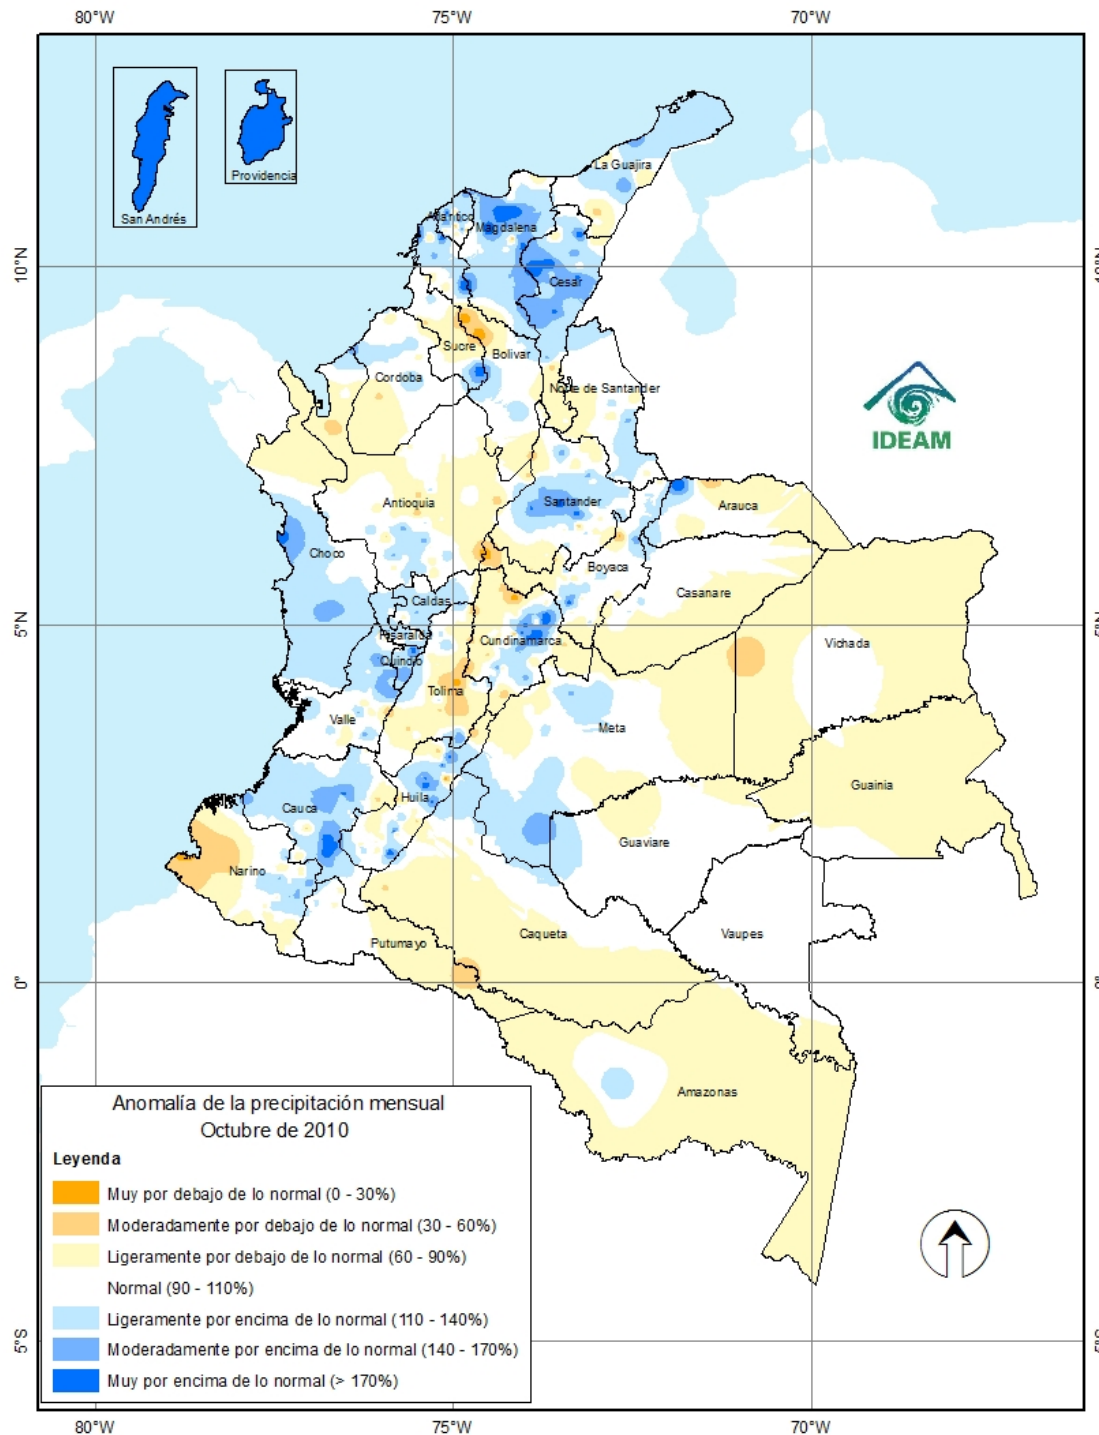 80°W 75°W 70°W
San Andrés
Providencia
La Guajira
Atlantico
Magdalena
10°N
Cesar
Sucre
Bolivar
Cordoba
Norte de Santander
IDEAM
Antioquia
Santander
Arauca
Choco
Boyaca
Casanare
Caldas
5°N
5°N
Risaralda
Cundinamarca
Vichada
Quindio
Tolima
Valle
Meta
Guainia
Huila
Cauca
Guaviare
Narino
Caqueta
Vaupes
Putumayo
0°
Amazonas
Anomalía de la precipitación mensual
Octubre de 2010
Leyenda
Muy por debajo de lo normal (0 - 30%)
Moderadamente por debajo de lo normal (30 - 60%)
Ligeramente por debajo de lo normal (60 - 90%)
Normal (90 - 110%)
Ligeramente por encima de lo normal (110 - 140%)
Moderadamente por encima de lo normal (140 - 170%)
Muy por encima de lo normal (> 170%)
5°S
5°S
80°W 75°W 70°W